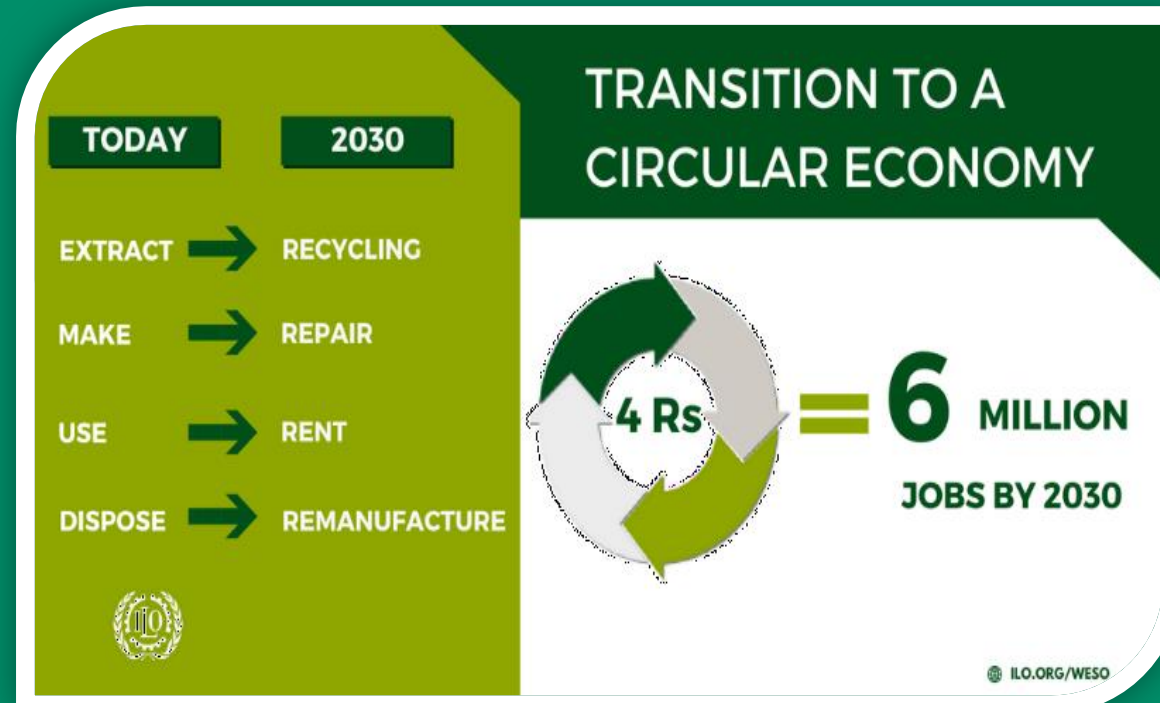 TODAY
2030
EXTRACT
RECYCLING
MAKE
REPAIR
USE
RENT
DISPOSE
REMANUFACTURE
ILO
TRANSITION TO A
CIRCULAR ECONOMY
4 Rs
6 MILLION
JOBS BY 2030
ILO.ORG/WESO